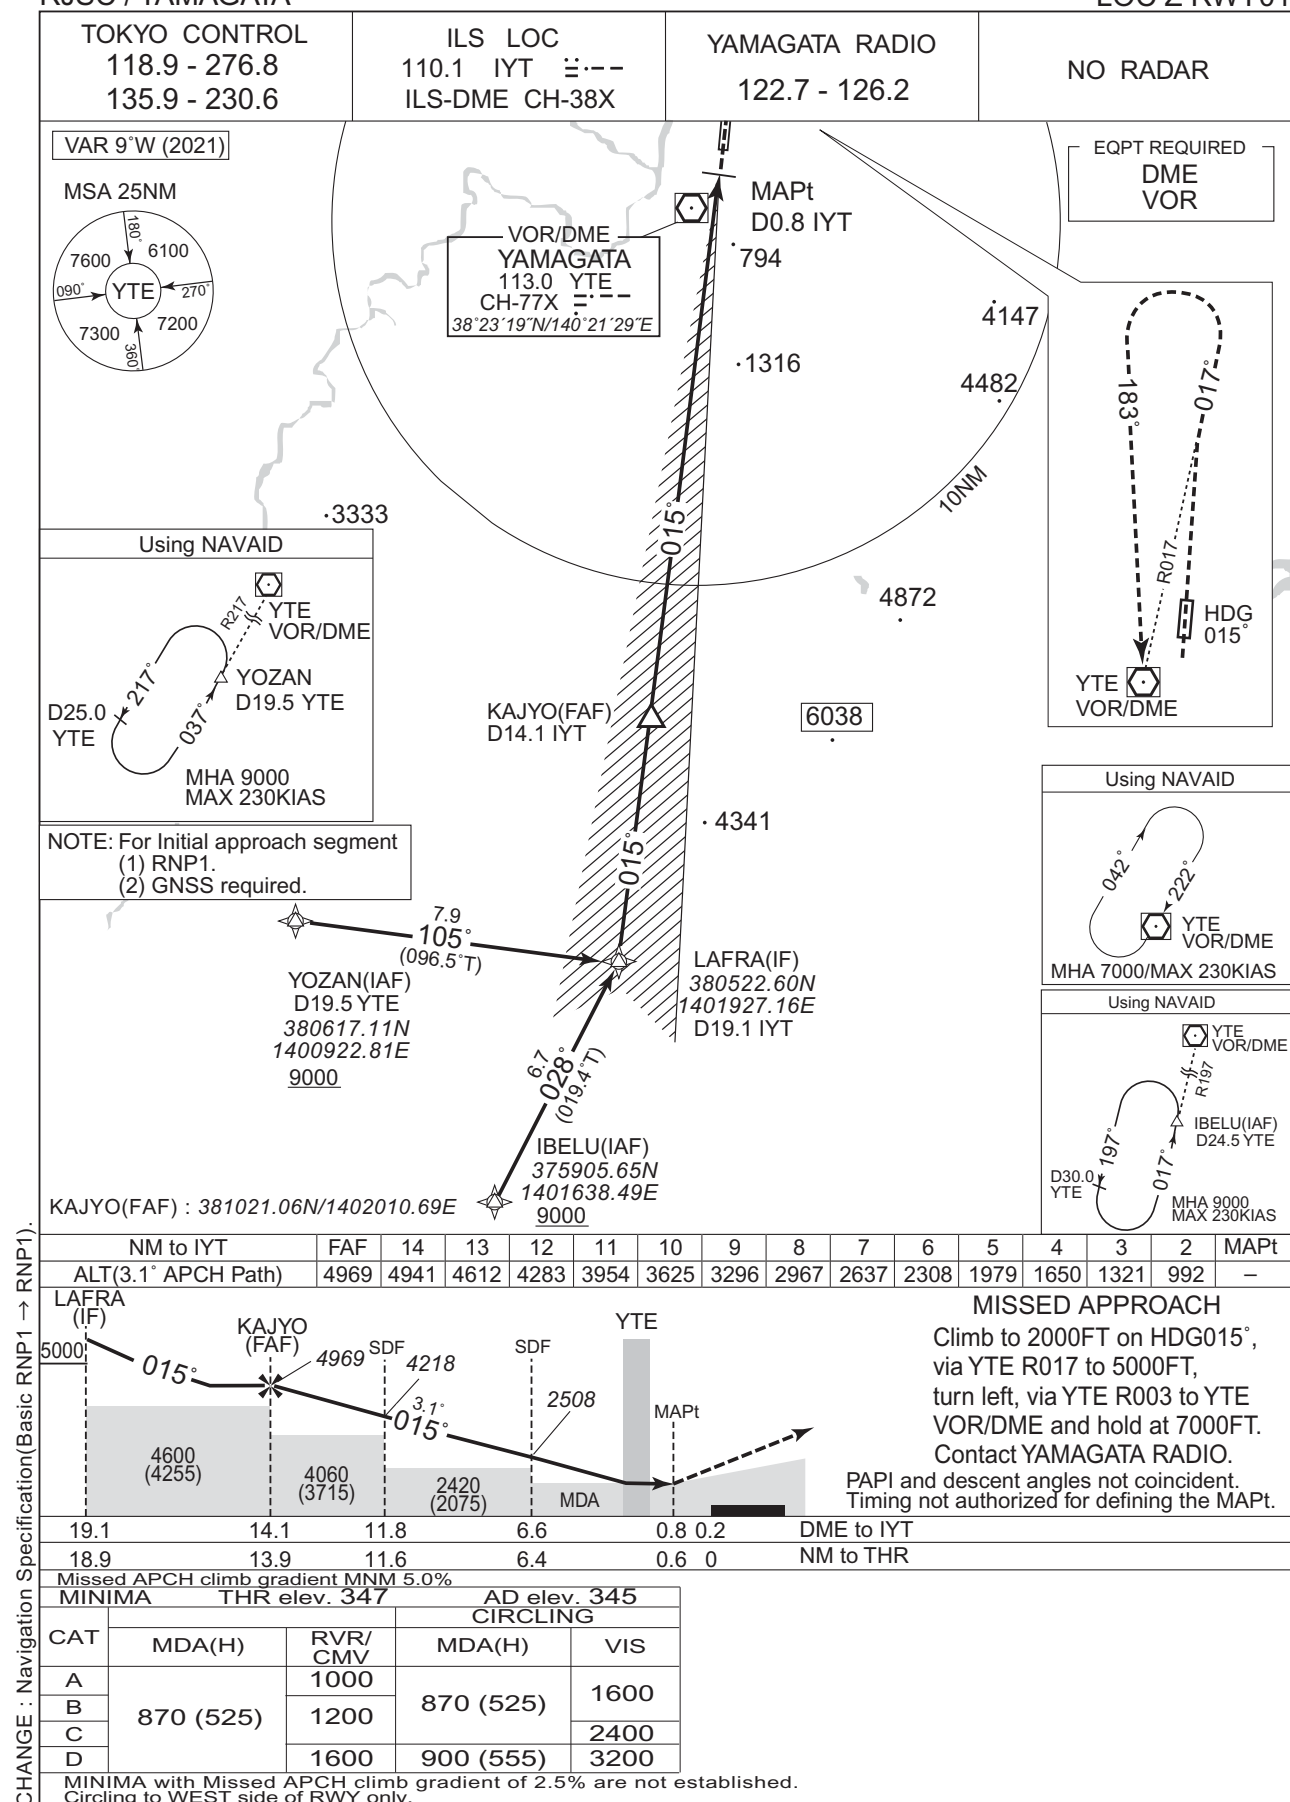 RJSC / YAMAGATA
LOC Z RWY01
TOKYO CONTROL
118.9 - 276.8
135.9 - 230.6
ILS LOC
110.1 IYT
ILS-DME CH-38X
YAMAGATA RADIO
122.7 - 126.2
NO RADAR
VAR 9°W (2021)
MSA 25NM
180°
7600
6100
090°
YTE
270°
7300
7200
360°
EQPT REQUIRED
DME
VOR
MAPt
D0.8 IYT
VOR/DME
YAMAGATA
113.0 YTE
CH-77X
38°23′19″N/140°21′29″E
794
4147
1316
4482
10NM
3333
4872
6038
4341
015°
015°
183°
017°
R017
HDG
015°
YTE
VOR/DME
Using NAVAID
YTE
VOR/DME
R217
217°
037°
YOZAN
D19.5 YTE
D25.0
YTE
MHA 9000
MAX 230KIAS
NOTE: For Initial approach segment
(1) RNP1.
(2) GNSS required.
KAJYO(FAF)
D14.1 IYT
Using NAVAID
042°
222°
YTE
VOR/DME
MHA 7000/MAX 230KIAS
7.9
105°
(096.5°T)
YOZAN(IAF)
D19.5 YTE
380617.11N
1400922.81E
9000
LAFRA(IF)
380522.60N
1401927.16E
D19.1 IYT
6.7
028°
(019.4°T)
IBELU(IAF)
375905.65N
1401638.49E
9000
Using NAVAID
YTE
VOR/DME
R197
IBELU(IAF)
D24.5 YTE
197°
017°
D30.0
YTE
MHA 9000
MAX 230KIAS
KAJYO(FAF) : 381021.06N/1402010.69E
NM to IYT FAF 14 13 12 11 10 9 8 7 6 5 4 3 2 MAPt
ALT(3.1° APCH Path) 4969 4941 4612 4283 3954 3625 3296 2967 2637 2308 1979 1650 1321 992 –
LAFRA
(IF)
5000
015°
KAJYO
(FAF)
4969
SDF
4218
3.1°
015°
SDF
2508
YTE
MAPt
4600
(4255)
4060
(3715)
2420
(2075)
MDA
MISSED APPROACH
Climb to 2000FT on HDG015°,
via YTE R017 to 5000FT,
turn left, via YTE R003 to YTE
VOR/DME and hold at 7000FT.
Contact YAMAGATA RADIO.
PAPI and descent angles not coincident.
Timing not authorized for defining the MAPt.
19.1 14.1 11.8 6.6 0.8 0.2 DME to IYT
18.9 13.9 11.6 6.4 0.6 0 NM to THR
Missed APCH climb gradient MNM 5.0%
MINIMA THR elev. 347 AD elev. 345
CAT
CIRCLING
MDA(H)
RVR/
CMV
MDA(H)
VIS
A
B
C
D
870 (525)
1000
1200
1600
870 (525)
900 (555)
1600
2400
3200
MINIMA with Missed APCH climb gradient of 2.5% are not established.
Circling to WEST side of RWY only.
CHANGE : Navigation Specification(Basic RNP1 → RNP1).